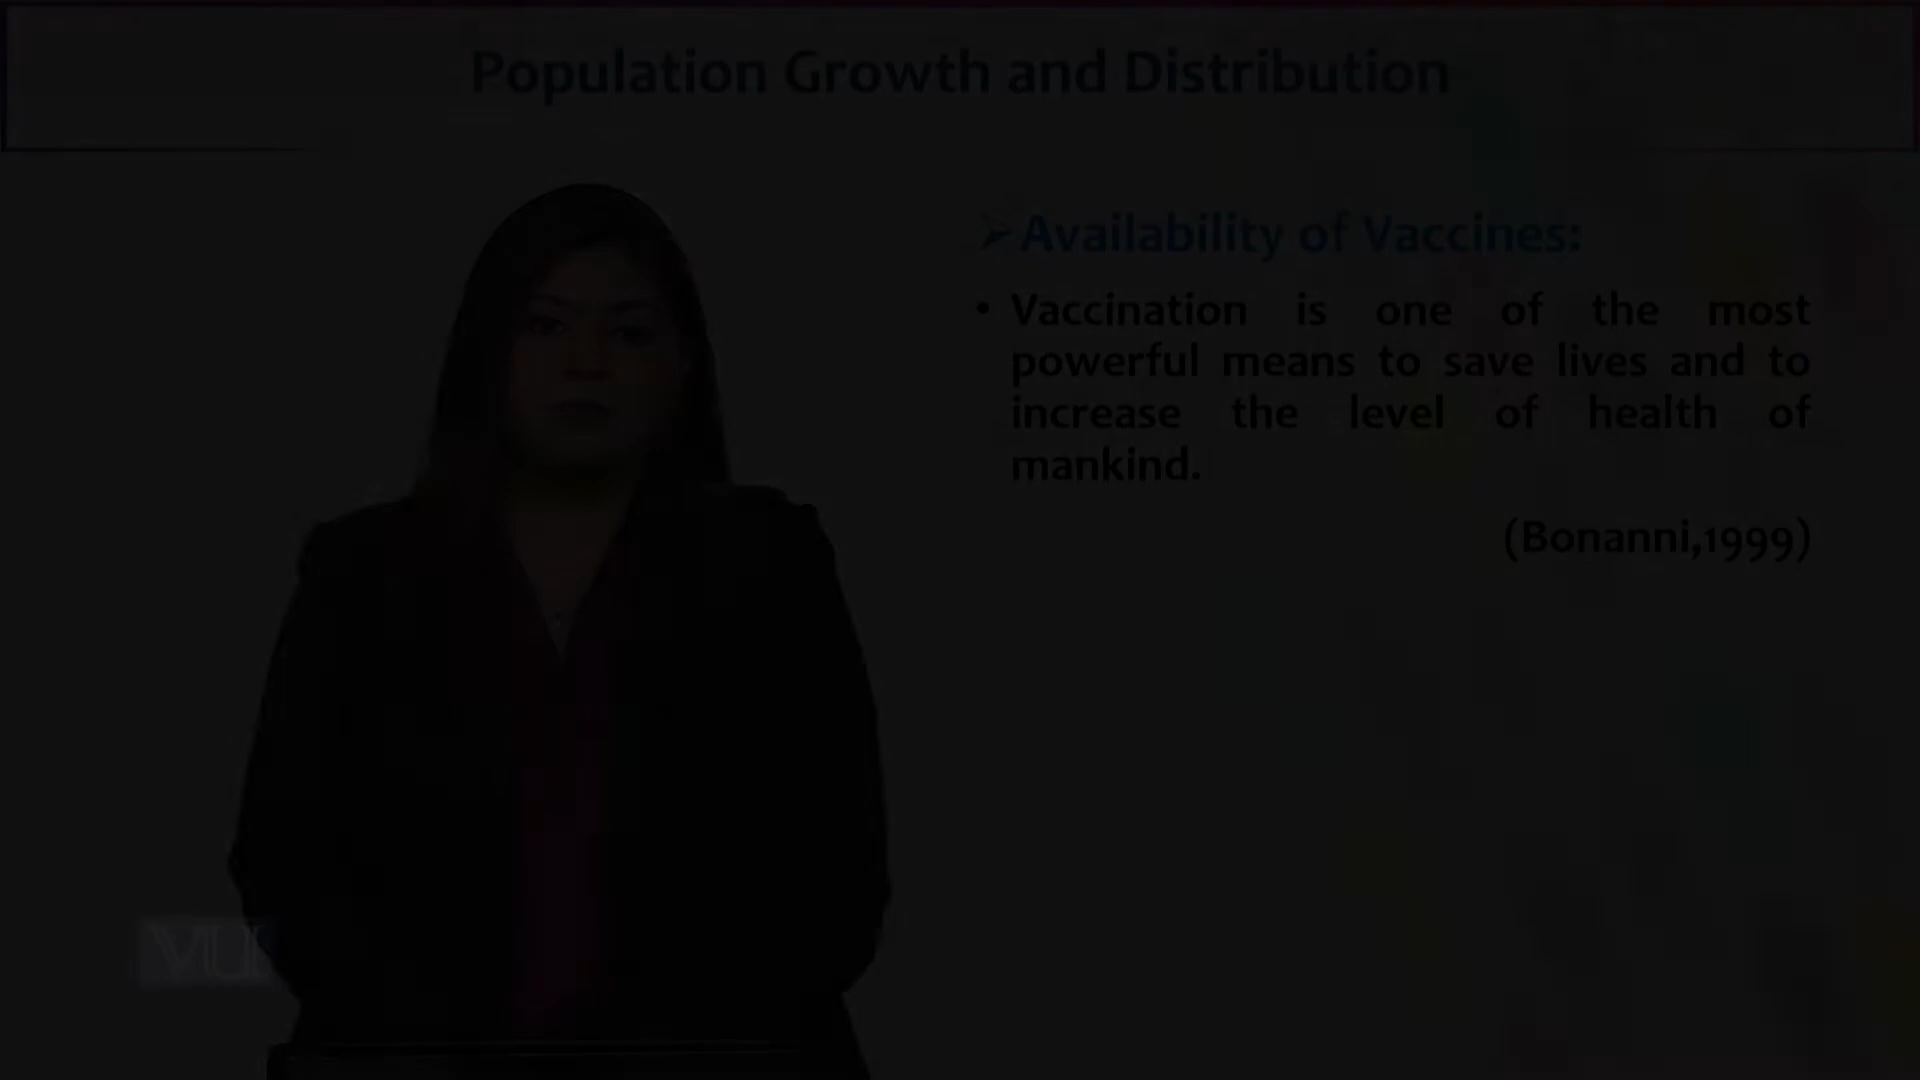 Population Growth and Distribution
➢Availability of Vaccines:
• Vaccination is one of the most
powerful means to save lives and to
increase the level of health of
mankind.
(Bonanni,1999)
VU